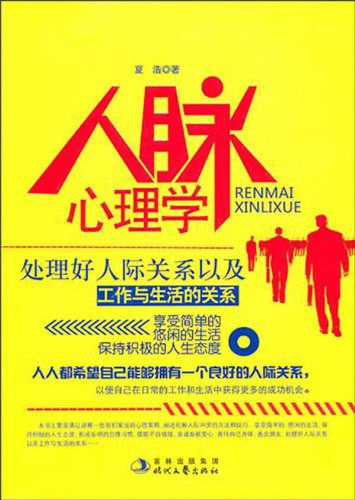 夏 浩◎著
人脉
心理学
RENMAI
XINLIXUE
处理好人际关系以及
工作与生活的关系
享受简单的
悠闲的生活
保持积极的人生态度
人人都希望自己能够拥有一个良好的人际关系，
以便自己在日常的工作和生活中获得更多的成功机会。
吉林出版集团
时代文艺出版社